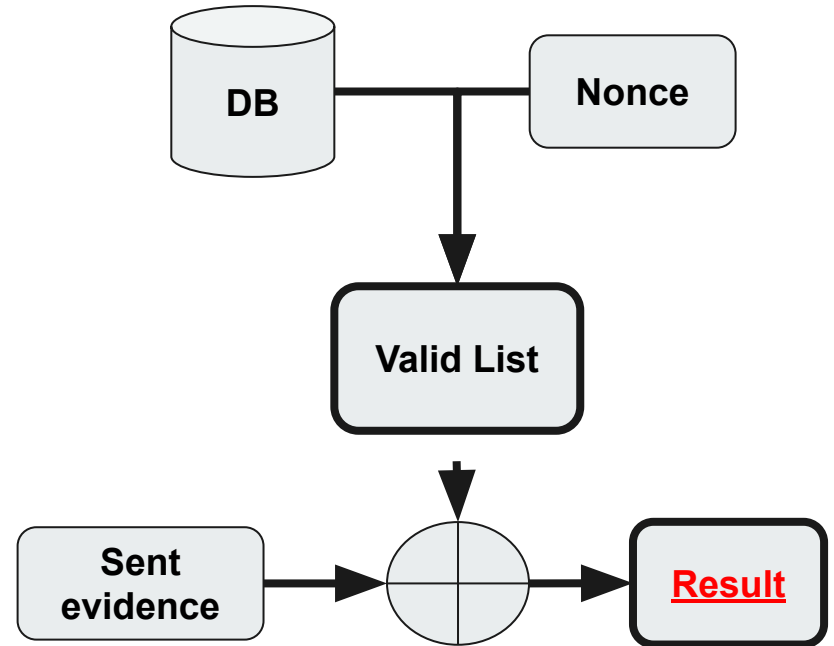 DB
Nonce
Valid List
Sent
evidence
Result